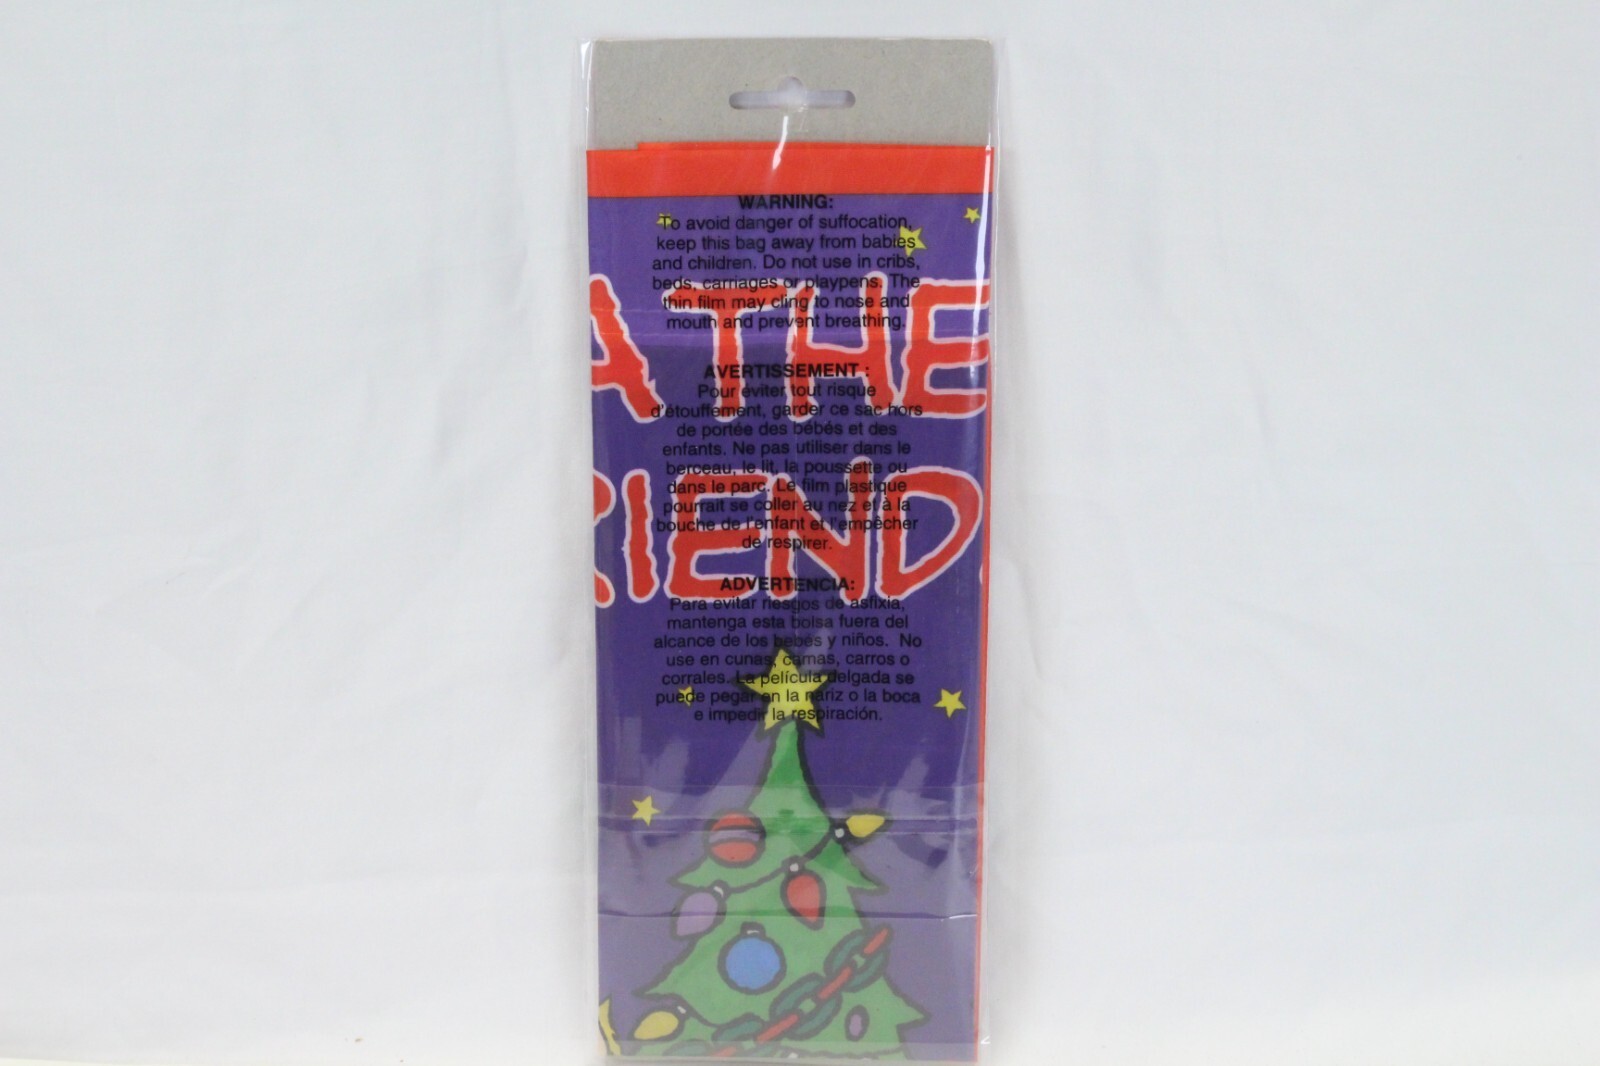 WARNING:
To avoid danger of suffocation,
keep this bag away from babies
and children. Do not use in cribs,
beds, carriages or playpens. The
thin film may cling to nose and
mouth and prevent breathing.
A THE
AVERTISSEMENT :
Pour eviter tout risque
d'étouffement, garder ce sac hors
de portée des bébés et des
enfants. Ne pas utiliser dans le
berceau, le lit, la poussette ou
dans le parc. Le film plastique
pourrait se coller au nez et à la
bouche de l'enfant et l'empêcher
de respirer.
RIEND
ADVERTENCIA:
Para evitar riesgos de asfixia,
mantenga esta bolsa fuera del
alcance de los bebés y niños. No
use en cunas, camas, carros o
corrales. La película delgada se
puede pegar en la nariz o la boca
e impedir la respiración.